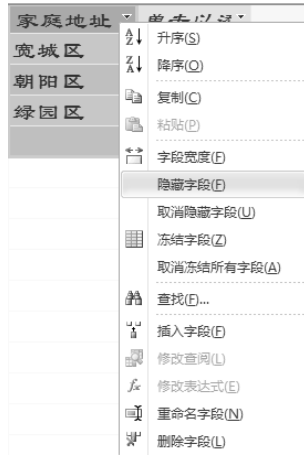 家庭地址
宽城区
朝阳区
绿园区
升序(S)
降序(O)
复制(C)
粘贴(P)
字段宽度(F)
隐藏字段(F)
取消隐藏字段(U)
冻结字段(Z)
取消冻结所有字段(A)
查找(F)...
插入字段(F)
修改查阅(L)
修改表达式(E)
重命名字段(N)
删除字段(L)